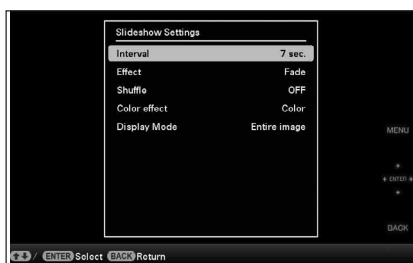 Slideshow Settings
Interval 7 sec.
Effect Fade
Shuffle OFF
Color effect Color
Display Mode Entire image
MENU
ENTER
BACK
/ ENTER Select BACK Return